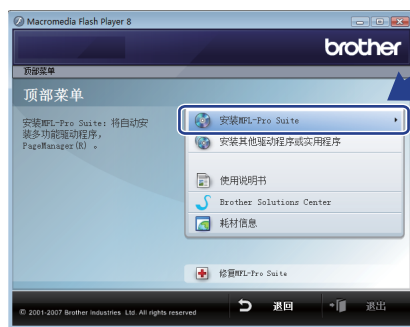 Macromedia Flash Player 8
brother
顶部菜单
顶部菜单
安装MFL-Pro Suite：将自动安
装多功能驱动程序，
PageManager(R) 。
安装MFL-Pro Suite
安装其他驱动程序或实用程序
使用说明书
Brother Solutions Center
耗材信息
修复MFL-Pro Suite
© 2001-2007 Brother Industries Ltd. All rights reserved
退回
退出